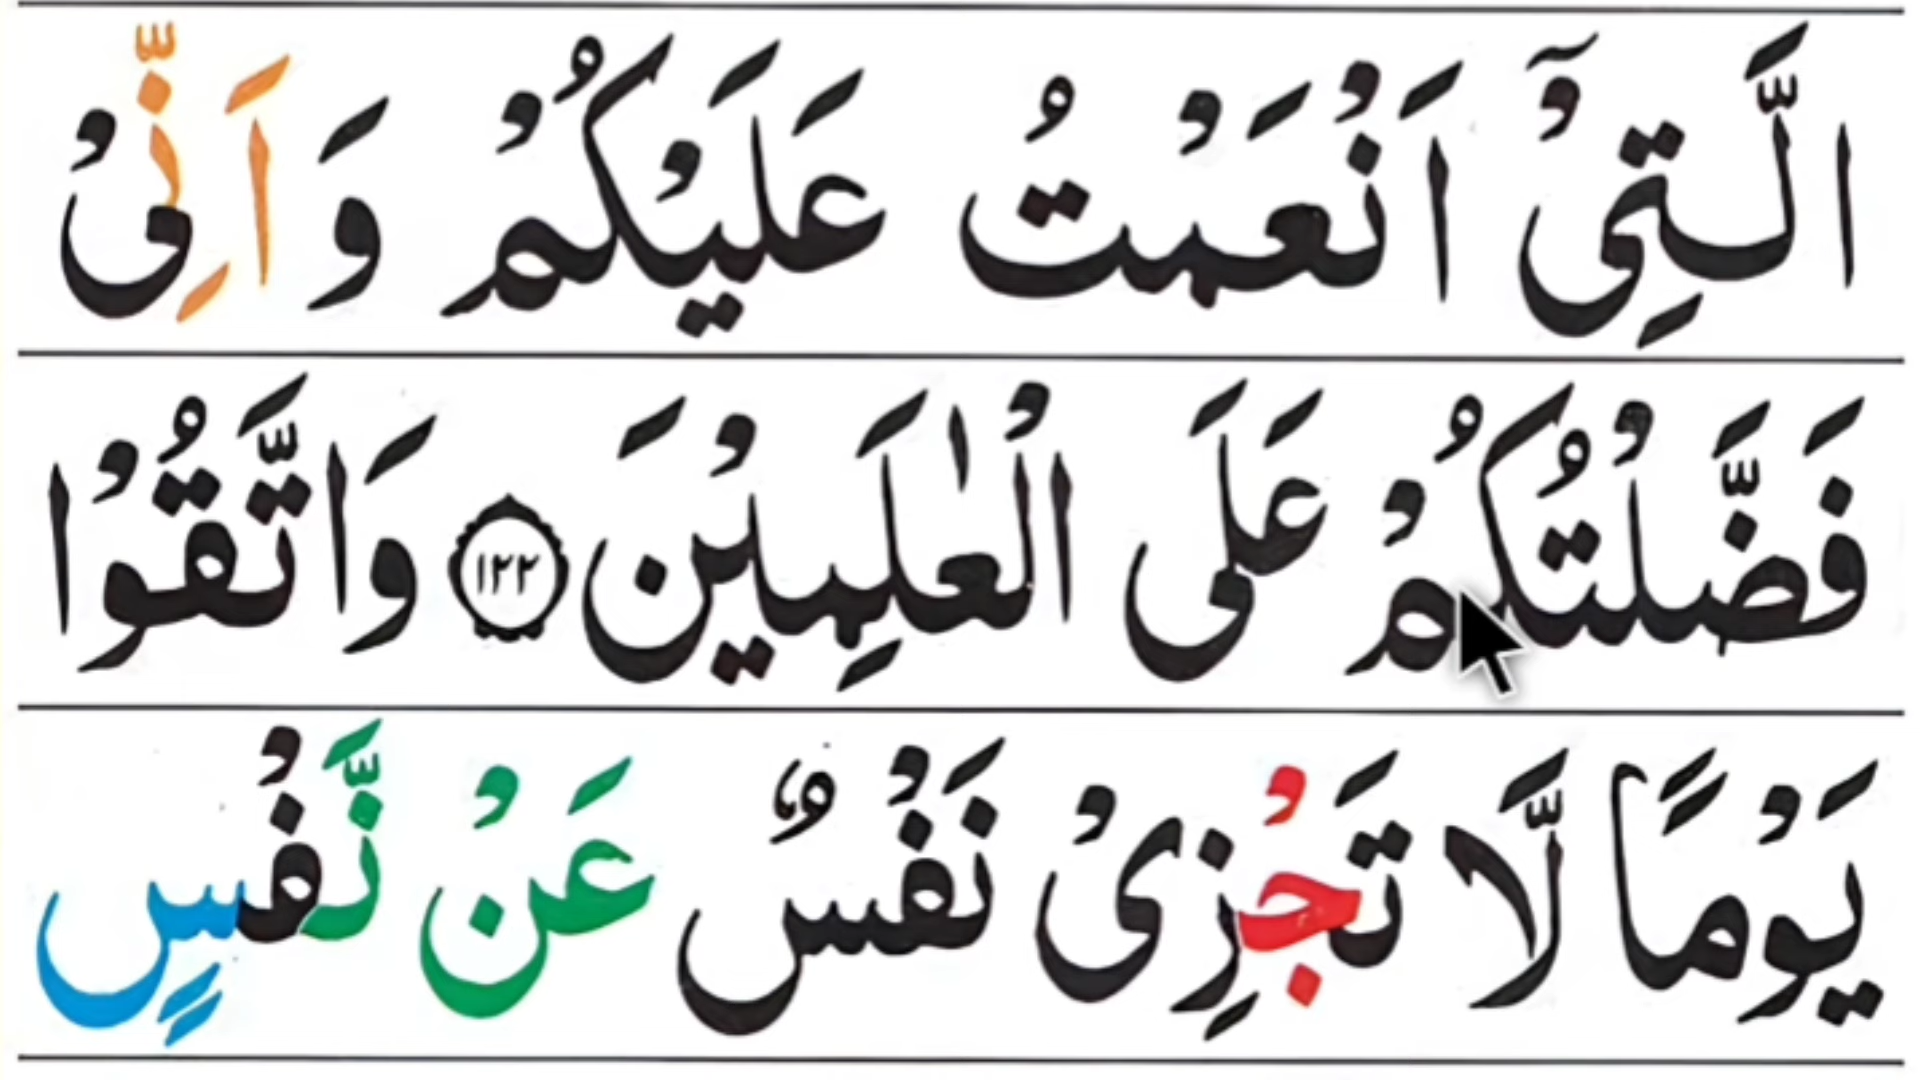 الَّتِیْۤ اَنْعَمْتُ عَلَیْكُمْ وَ اَنِّیْ
فَضَّلْتُكُمْ عَلَی الْعٰلَمِیْنَ ۱۲۲ وَاتَّقُوْا
یَوْمًا لَّا تَجْزِیْ نَفْسٌ عَنْ نَّفْسٍ